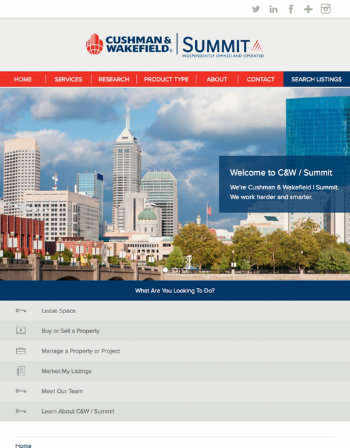 CUSHMAN &
WAKEFIELD
SUMMIT
INDEPENDENTLY OWNED AND OPERATED
HOME SERVICES RESEARCH PRODUCT TYPE ABOUT CONTACT SEARCH LISTINGS
Welcome to C&W / Summit
We're Cushman & Wakefield | Summit.
We work harder and smarter.
What Are You Looking To Do?
Lease Space
Buy or Sell a Property
Manage a Property or Project
Market My Listings
Meet Our Team
Learn About C&W / Summit
Home